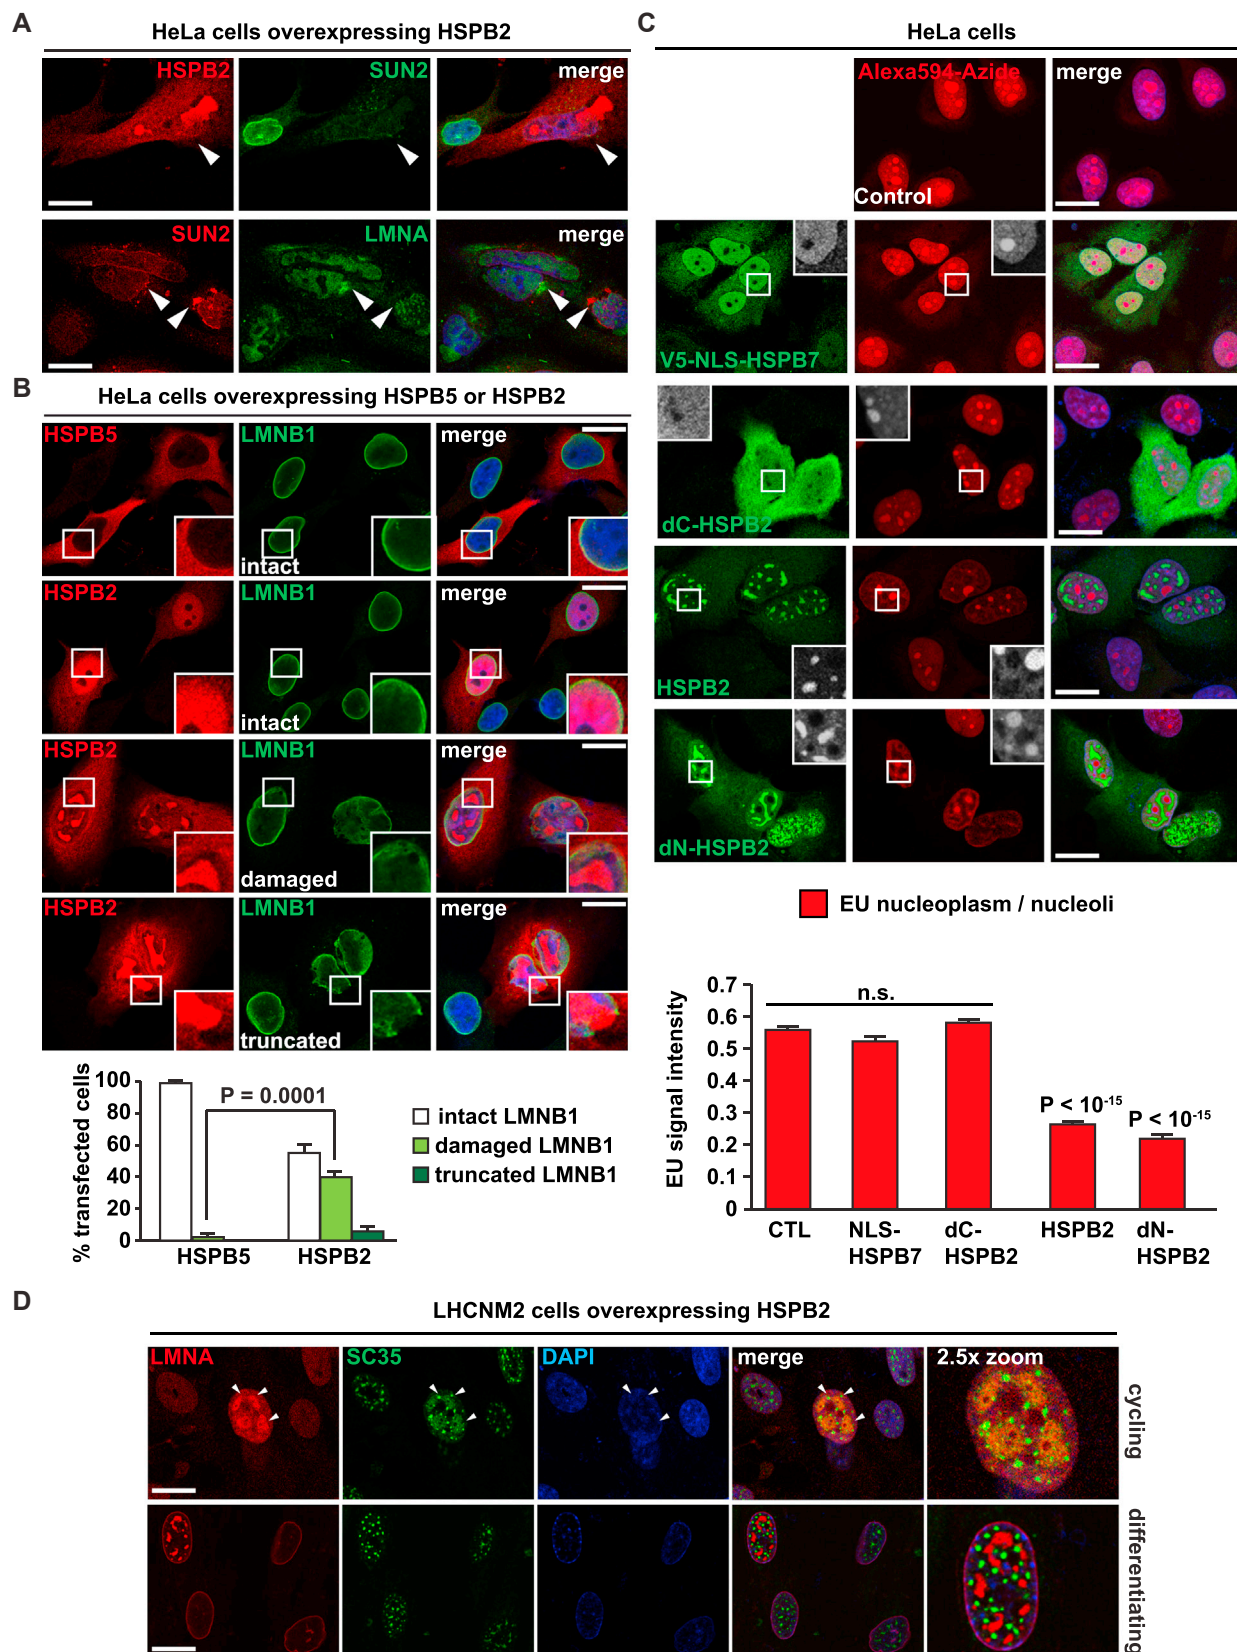 A
HeLa cells overexpressing HSPB2
HSPB2
SUN2
merge
SUN2
LMNA
merge
B
HeLa cells overexpressing HSPB5 or HSPB2
HSPB5
LMNB1
merge
intact
HSPB2
LMNB1
merge
intact
HSPB2
LMNB1
merge
damaged
HSPB2
LMNB1
merge
truncated
% transfected cells
100
80
60
40
20
0
P = 0.0001
HSPB5
HSPB2
intact LMNB1
damaged LMNB1
truncated LMNB1
C
HeLa cells
Alexa594-Azide
merge
Control
V5-NLS-HSPB7
dC-HSPB2
HSPB2
dN-HSPB2
EU nucleoplasm / nucleoli
EU signal intensity
0.7
0.6
0.5
0.4
0.3
0.2
0.1
0
n.s.
P < 10⁻¹⁵
P < 10⁻¹⁵
CTL
NLS-
HSPB7
dC-
HSPB2
HSPB2
dN-
HSPB2
D
LHCNM2 cells overexpressing HSPB2
LMNA
SC35
DAPI
merge
2.5x zoom
cycling
differentiating